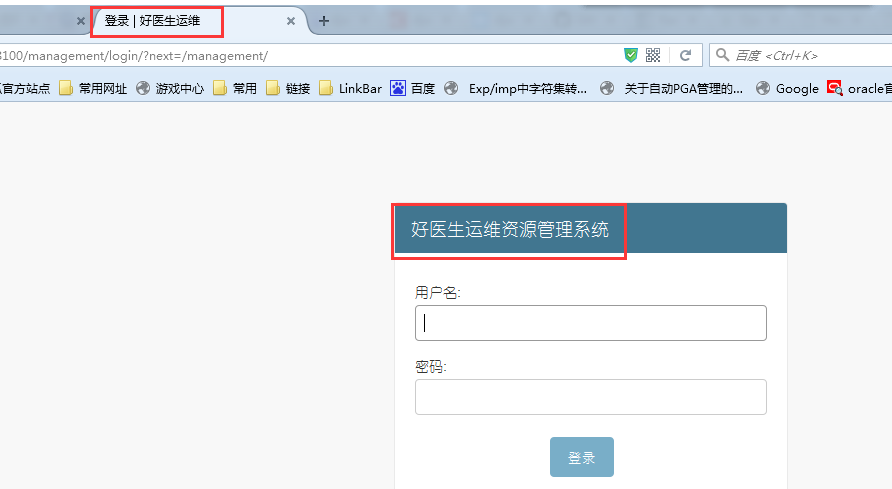 登录 | 好医生运维
8100/management/login/?next=/management/
百度 <Ctrl+K>
官方站点 常用网址 游戏中心 常用 链接 LinkBar 百度 Exp/imp中字符集转... 关于自动PGA管理的... Google oracle官
好医生运维资源管理系统
用户名:
密码:
登录